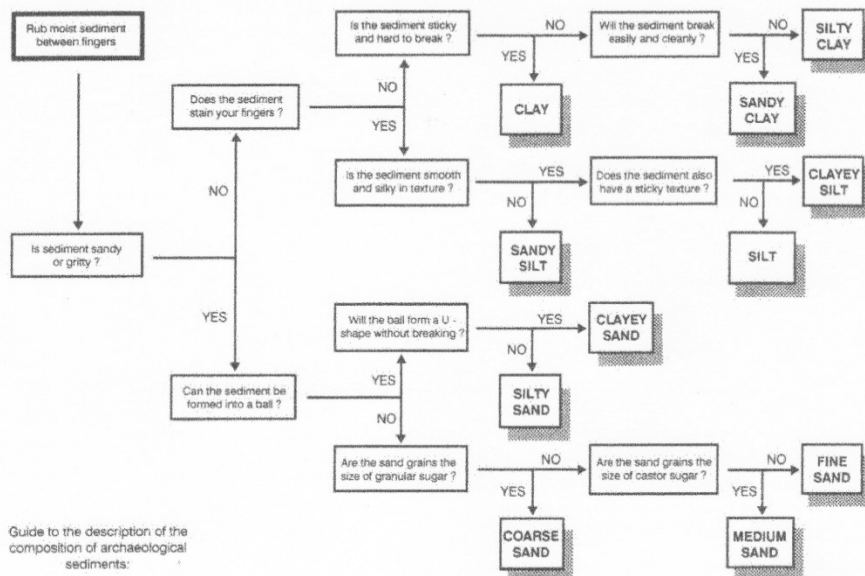 Rub moist sediment
between fingers
Is sediment sandy
or gritty ?
NO
YES
Does the sediment
stain your fingers ?
NO
YES
Is the sediment sticky
and hard to break ?
NO
YES
CLAY
Will the sediment break
easily and cleanly ?
NO
YES
SILTY
CLAY
SANDY
CLAY
Is the sediment smooth
and silky in texture ?
YES
NO
SANDY
SILT
Does the sediment also
have a sticky texture ?
YES
NO
CLAYEY
SILT
SILT
Can the sediment be
formed into a ball ?
YES
NO
Will the ball form a U -
shape without breaking ?
YES
NO
CLAYEY
SAND
SILTY
SAND
Are the sand grains the
size of granular sugar ?
NO
YES
COARSE
SAND
Are the sand grains the
size of castor sugar ?
NO
YES
FINE
SAND
MEDIUM
SAND
Guide to the description of the
composition of archaeological
sediments: